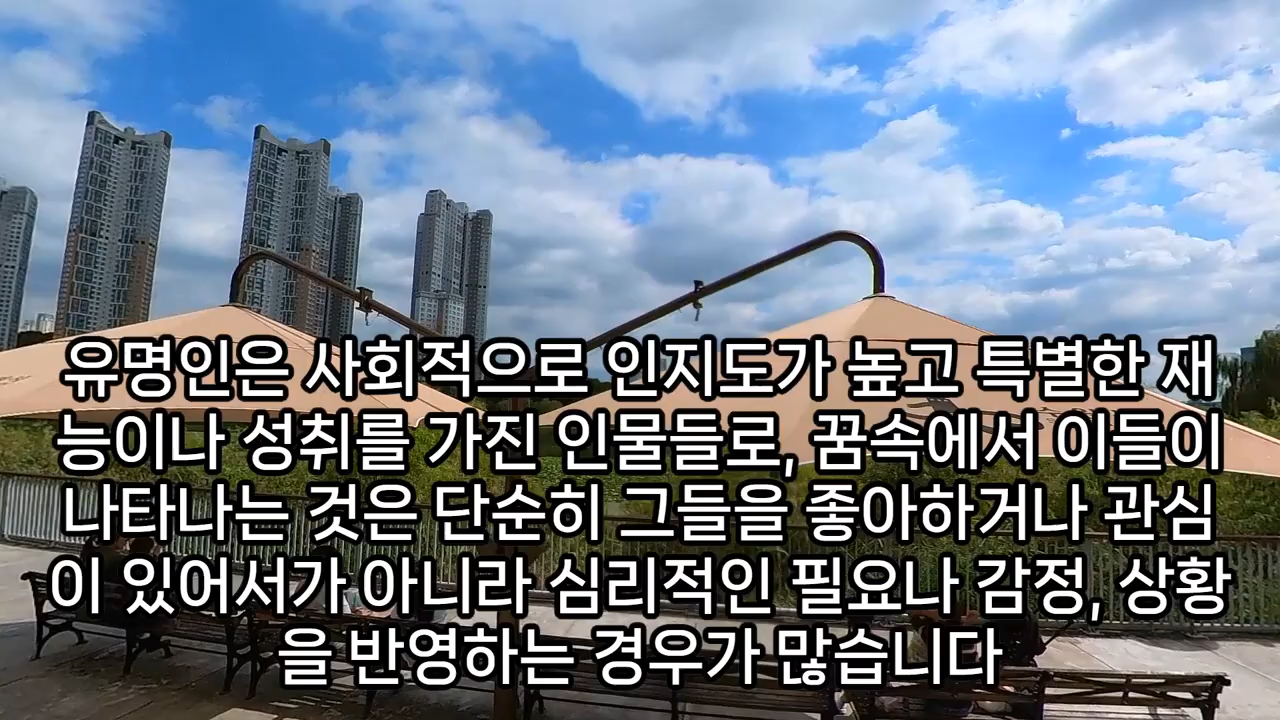 유명인은 사회적으로 인지도가 높고 특별한 재
능이나 성취를 가진 인물들로, 꿈속에서 이들이
나타나는 것은 단순히 그들을 좋아하거나 관심
이 있어서가 아니라 심리적인 필요나 감정, 상황
을 반영하는 경우가 많습니다